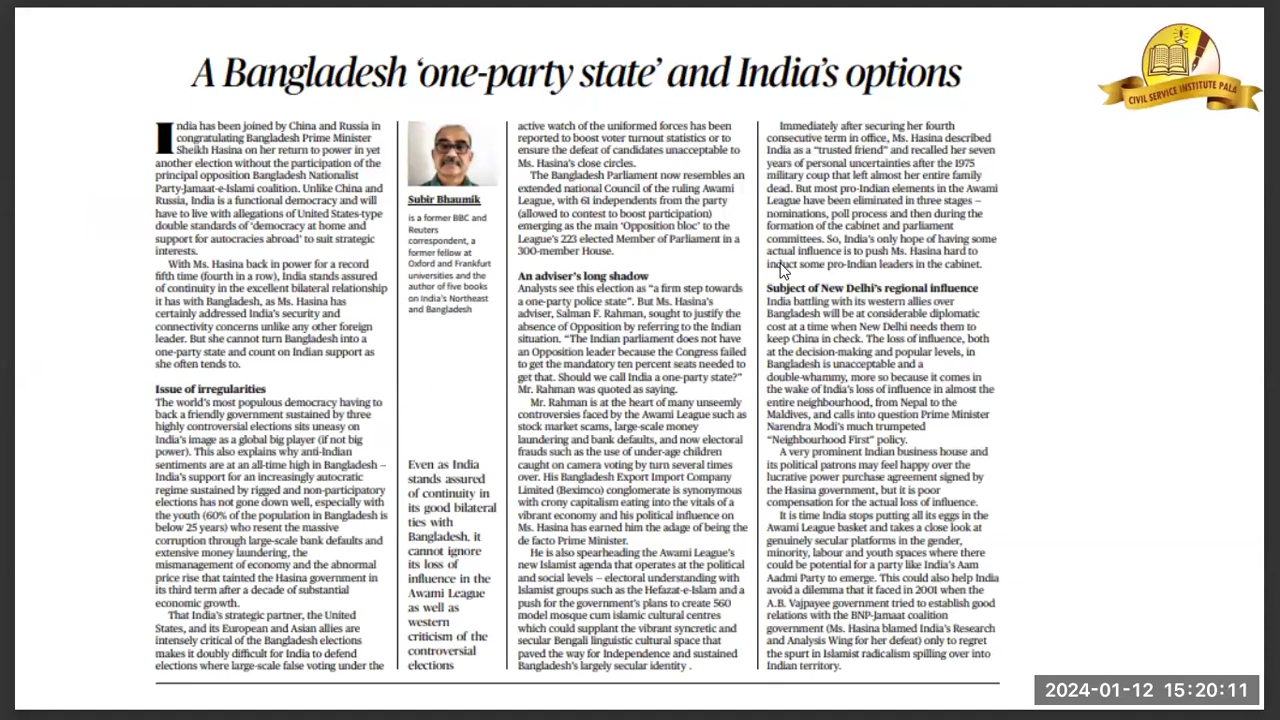 A Bangladesh ‘one-party state’ and India’s options
CIVIL SERVICE INSTITUTE PALA
India has been joined by China and Russia in
congratulating Bangladesh Prime Minister
Sheikh Hasina on her return to power in yet
another election without the participation of the
principal opposition Bangladesh Nationalist
Party-Jamaat-e-Islami coalition. Unlike China and
Russia, India is a functional democracy and will
have to live with allegations of United States-type
double standards of ‘democracy at home and
support for autocracies abroad’ to suit strategic
interests.
With Ms. Hasina back in power for a record
fifth time (fourth in a row), India stands assured
of continuity in the excellent bilateral relationship
it has with Bangladesh, as Ms. Hasina has
certainly addressed India’s security and
connectivity concerns unlike any other foreign
leader. But she cannot turn Bangladesh into a
one-party state and count on Indian support as
she often tends to.
Issue of irregularities
The world’s most populous democracy having to
back a friendly government sustained by three
highly controversial elections sits uneasy on
India’s image as a global big player (if not big
power). This also explains why anti-Indian
sentiments are at an all-time high in Bangladesh —
India’s support for an increasingly autocratic
regime sustained by rigged and non-participatory
elections has not gone down well, especially with
the youth (60% of the population in Bangladesh is
below 25 years) who resent the massive
corruption through large-scale bank defaults and
extensive money laundering, the
mismanagement of economy and the abnormal
price rise that tainted the Hasina government in
its third term after a decade of substantial
economic growth.
That India’s strategic partner, the United
States, and its European and Asian allies are
intensely critical of the Bangladesh elections
makes it doubly difficult for India to defend
elections where large-scale false voting under the
Subir Bhaumik
is a former BBC and
Reuters
correspondent, a
former fellow at
Oxford and Frankfurt
universities and the
author of five books
on India’s Northeast
and Bangladesh
Even as India
stands assured
of continuity in
its good bilateral
ties with
Bangladesh, it
cannot ignore
its loss of
influence in the
Awami League
as well as
western
criticism of the
controversial
elections
active watch of the uniformed forces has been
reported to boost voter turnout statistics or to
ensure the defeat of candidates unacceptable to
Ms. Hasina’s close circles.
The Bangladesh Parliament now resembles an
extended national Council of the ruling Awami
League, with 61 independents from the party
(allowed to contest to boost participation)
emerging as the main ‘Opposition bloc’ to the
League’s 223 elected Member of Parliament in a
300-member House.
An adviser’s long shadow
Analysts see this election as “a firm step towards
a one-party police state”. But Ms. Hasina’s
adviser, Salman F. Rahman, sought to justify the
absence of Opposition by referring to the Indian
situation. “The Indian parliament does not have
an Opposition leader because the Congress failed
to get the mandatory ten percent seats needed to
get that. Should we call India a one-party state?”
Mr. Rahman was quoted as saying.
Mr. Rahman is at the heart of many unseemly
controversies faced by the Awami League such as
stock market scams, large-scale money
laundering and bank defaults, and now electoral
frauds such as the use of under-age children
caught on camera voting by turn several times
over. His Bangladesh Export Import Company
Limited (Beximco) conglomerate is synonymous
with crony capitalism eating into the vitals of a
vibrant economy and his political influence on
Ms. Hasina has earned him the adage of being the
de facto Prime Minister.
He is also spearheading the Awami League’s
new Islamist agenda that operates at the political
and social levels — electoral understanding with
Islamist groups such as the Hefazat-e-Islam and a
push for the government’s plans to create 560
model mosque cum islamic cultural centres
which could supplant the vibrant syncretic and
secular Bengali linguistic cultural space that
paved the way for Independence and sustained
Bangladesh’s largely secular identity .
Immediately after securing her fourth
consecutive term in office, Ms. Hasina described
India as a “trusted friend” and recalled her seven
years of personal uncertainties after the 1975
military coup that left almost her entire family
dead. But most pro-Indian elements in the Awami
League have been eliminated in three stages —
nominations, poll process and then during the
formation of the cabinet and parliament
committees. So, India’s only hope of having some
actual influence is to push Ms. Hasina hard to
induct some pro-Indian leaders in the cabinet.
Subject of New Delhi’s regional influence
India battling with its western allies over
Bangladesh will be at considerable diplomatic
cost at a time when New Delhi needs them to
keep China in check. The loss of influence, both
at the decision-making and popular levels, in
Bangladesh is unacceptable and a
double-whammy, more so because it comes in
the wake of India’s loss of influence in almost the
entire neighbourhood, from Nepal to the
Maldives, and calls into question Prime Minister
Narendra Modi’s much trumpeted
“Neighbourhood First” policy.
A very prominent Indian business house and
its political patrons may feel happy over the
lucrative power purchase agreement signed by
the Hasina government, but it is poor
compensation for the actual loss of influence.
It is time India stops putting all its eggs in the
Awami League basket and takes a close look at
genuinely secular platforms in the gender,
minority, labour and youth spaces where there
could be potential for a party like India’s Aam
Aadmi Party to emerge. This could also help India
avoid a dilemma that it faced in 2001 when the
A.B. Vajpayee government tried to establish good
relations with the BNP-Jamaat coalition
government (Ms. Hasina blamed India’s Research
and Analysis Wing for her defeat) only to regret
the spurt in Islamist radicalism spilling over into
Indian territory.
2024-01-12 15:20:11